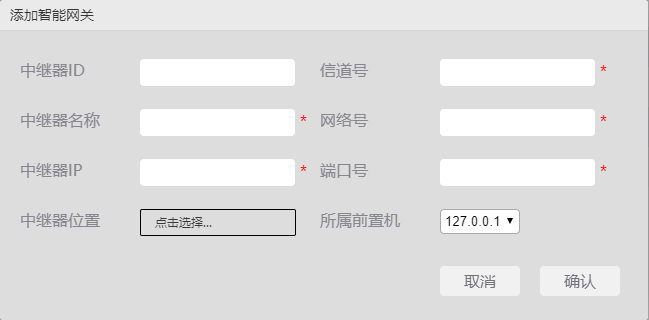 添加智能网关
中继器ID 信道号 *
中继器名称 * 网络号 *
中继器IP * 端口号 *
中继器位置 点击选择... 所属前置机 127.0.0.1 ▼
取消 确认